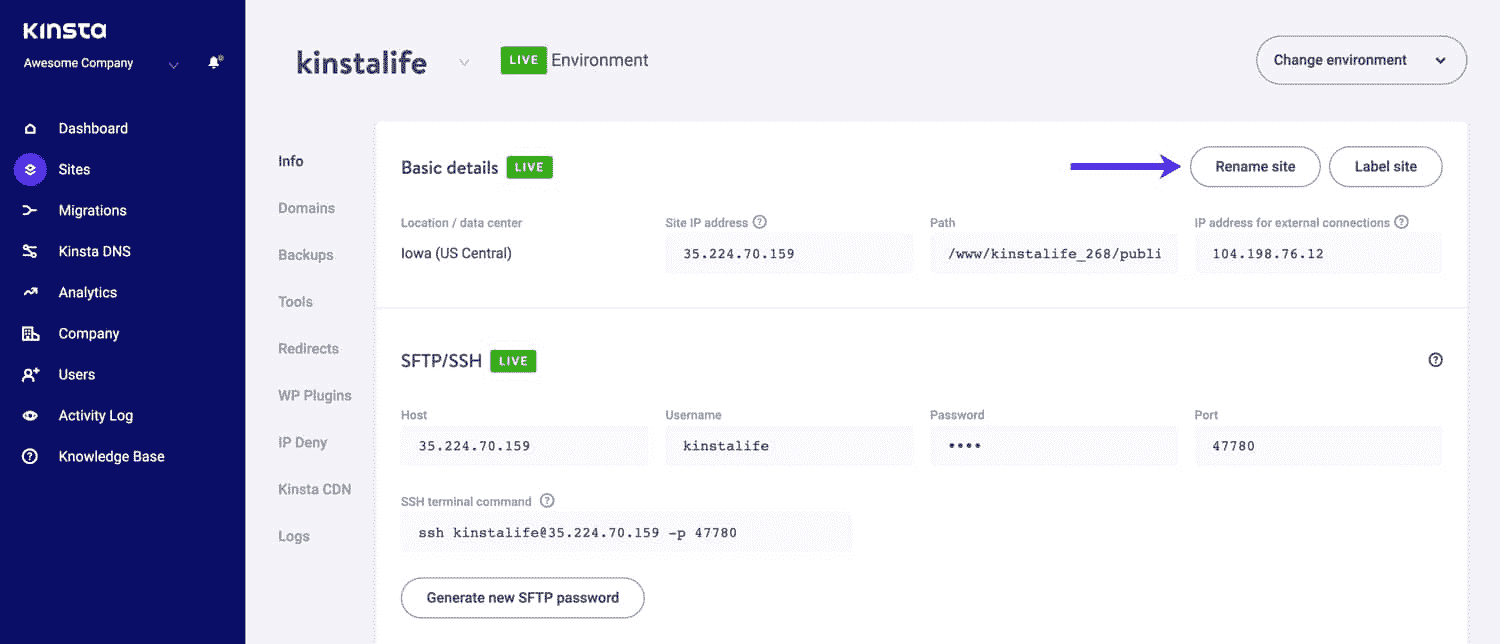 Kinsta
Awesome Company
Dashboard
Sites
Migrations
Kinsta DNS
Analytics
Company
Users
Activity Log
Knowledge Base
kinstalife
LIVE Environment
Change environment
Info
Domains
Backups
Tools
Redirects
WP Plugins
IP Deny
Kinsta CDN
Logs
Basic details LIVE
Rename site
Label site
Location / data center
Iowa (US Central)
Site IP address ?
35.224.70.159
Path
/www/kinstalife_268/publi
IP address for external connections ?
104.198.76.12
SFTP/SSH LIVE
?
Host
35.224.70.159
Username
kinstalife
Password
••••
Port
47780
SSH terminal command ?
ssh kinstalife@35.224.70.159 -p 47780
Generate new SFTP password